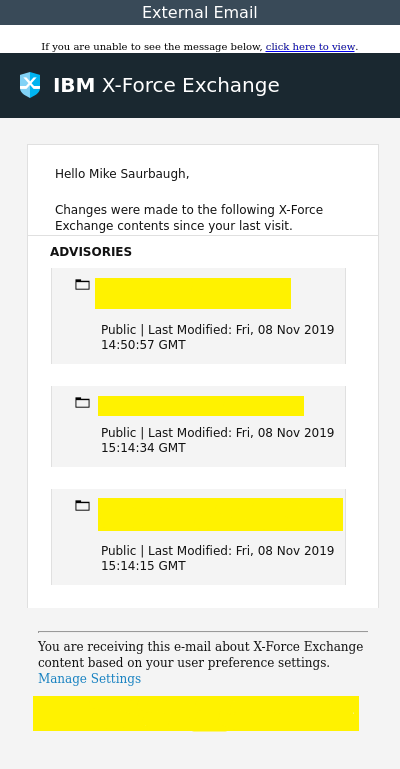 External Email
If you are unable to see the message below, click here to view.
IBM X-Force Exchange
Hello Mike Saurbaugh,
Changes were made to the following X-Force
Exchange contents since your last visit.
ADVISORIES
Public | Last Modified: Fri, 08 Nov 2019
14:50:57 GMT
Public | Last Modified: Fri, 08 Nov 2019
15:14:34 GMT
Public | Last Modified: Fri, 08 Nov 2019
15:14:15 GMT
You are receiving this e-mail about X-Force Exchange
content based on your user preference settings.
Manage Settings